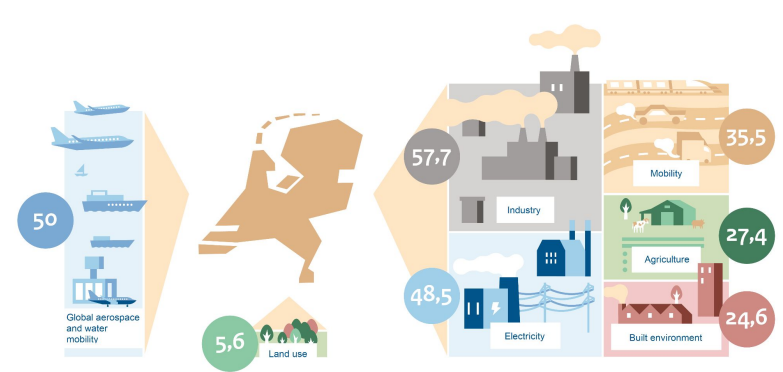 50
Global aerospace
and water
mobility
5,6
Land use
57,7
Industry
35,5
Mobility
27,4
Agriculture
48,5
Electricity
24,6
Built environment